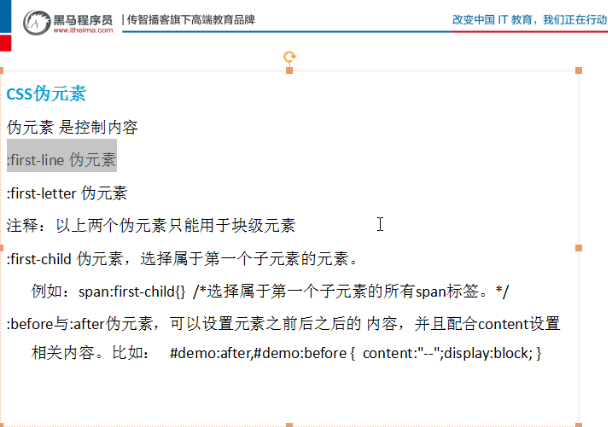 黑马程序员
www.itheima.com
传智播客旗下高端教育品牌
改变中国 IT 教育，我们正在行动
CSS伪元素
伪元素 是控制内容
:first-line 伪元素
:first-letter 伪元素
注释：以上两个伪元素只能用于块级元素
:first-child 伪元素，选择属于第一个子元素的元素。
例如：span:first-child{} /*选择属于第一个子元素的所有span标签。*/
:before与:after伪元素，可以设置元素之前后之后的 内容，并且配合content设置
相关内容。比如： #demo:after,#demo:before { content:"--";display:block; }